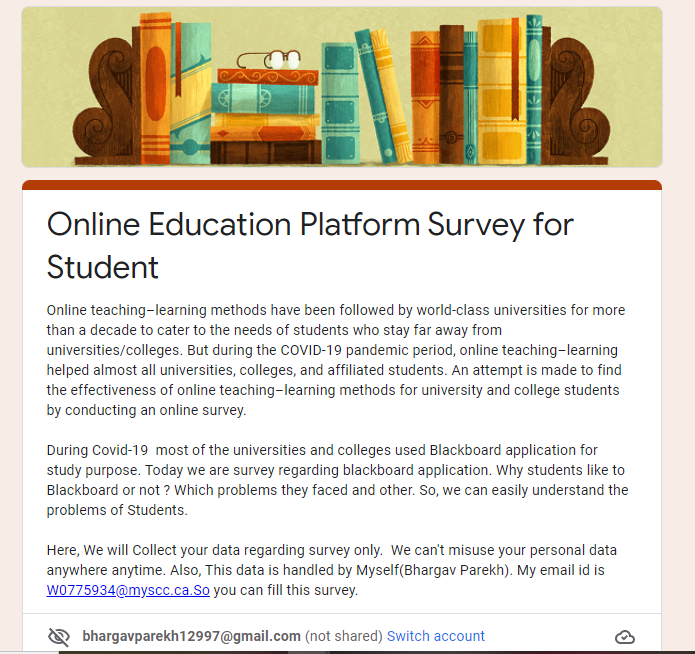 Online Education Platform Survey for
Student
Online teaching–learning methods have been followed by world-class universities for more
than a decade to cater to the needs of students who stay far away from
universities/colleges. But during the COVID-19 pandemic period, online teaching–learning
helped almost all universities, colleges, and affiliated students. An attempt is made to find
the effectiveness of online teaching–learning methods for university and college students
by conducting an online survey.
During Covid-19  most of the universities and colleges used Blackboard application for
study purpose. Today we are survey regarding blackboard application. Why students like to
Blackboard or not ? Which problems they faced and other. So, we can easily understand the
problems of Students.
Here, We will Collect your data regarding survey only.  We can't misuse your personal data
anywhere anytime. Also, This data is handled by Myself(Bhargav Parekh). My email id is
W0775934@myscc.ca.So you can fill this survey.
bhargavparekh12997@gmail.com (not shared) Switch account